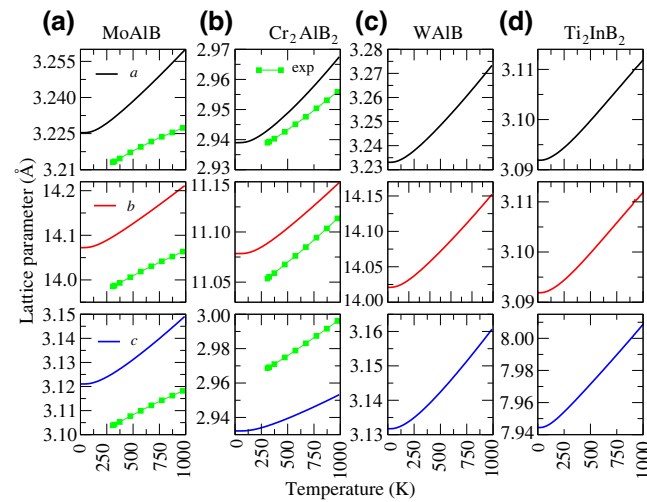 (a) (b) (c) (d)
MoAlB Cr2AlB2 WAlB Ti2InB2
3.255 2.97 3.28 3.11
a exp
3.24 2.96 3.27
3.26
3.225 2.95 3.25 3.10
2.94 3.24
3.21 2.93 3.23 3.09
Lattice parameter (Å)
14.2 11.15 14.15 3.11
b
14.1 11.10 14.10 3.10
14.0 11.05 14.02 3.09
14.00
3.15 3.00 3.16 8.00
c
3.14 2.98 3.15 7.98
3.12 2.96 3.14 7.96
3.11 2.94
3.10 3.13 7.94
0 250 500 750 1000 0 250 500 750 1000 0 250 500 750 1000 0 250 500 750 1000
Temperature (K)